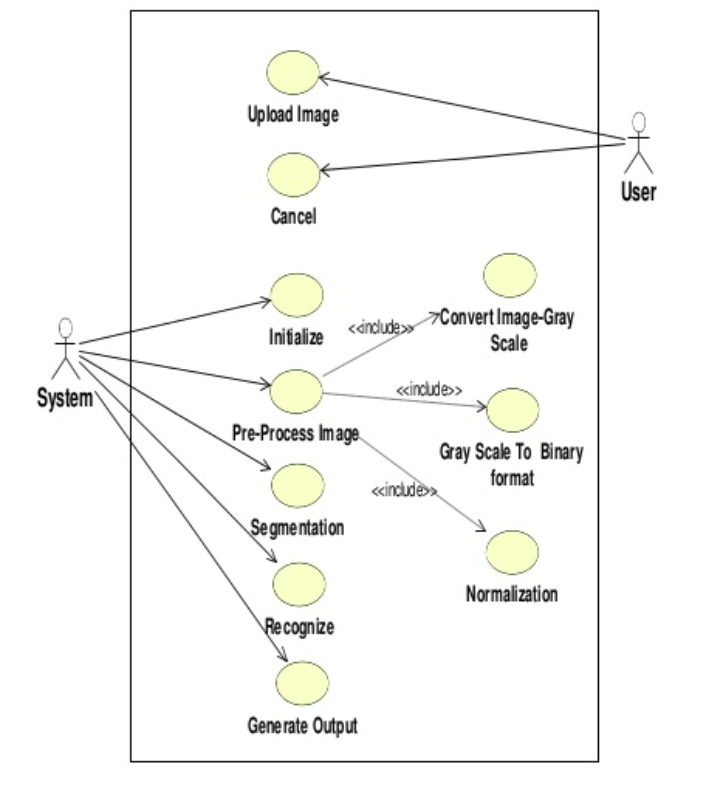 Upload Image
Cancel
User
Initialize
<<include>>
Convert Image-Gray
Scale
System
<<include>>
Pre-Process Image
Gray Scale To Binary
format
<<include>>
Segmentation
Normalization
Recognize
Generate Output